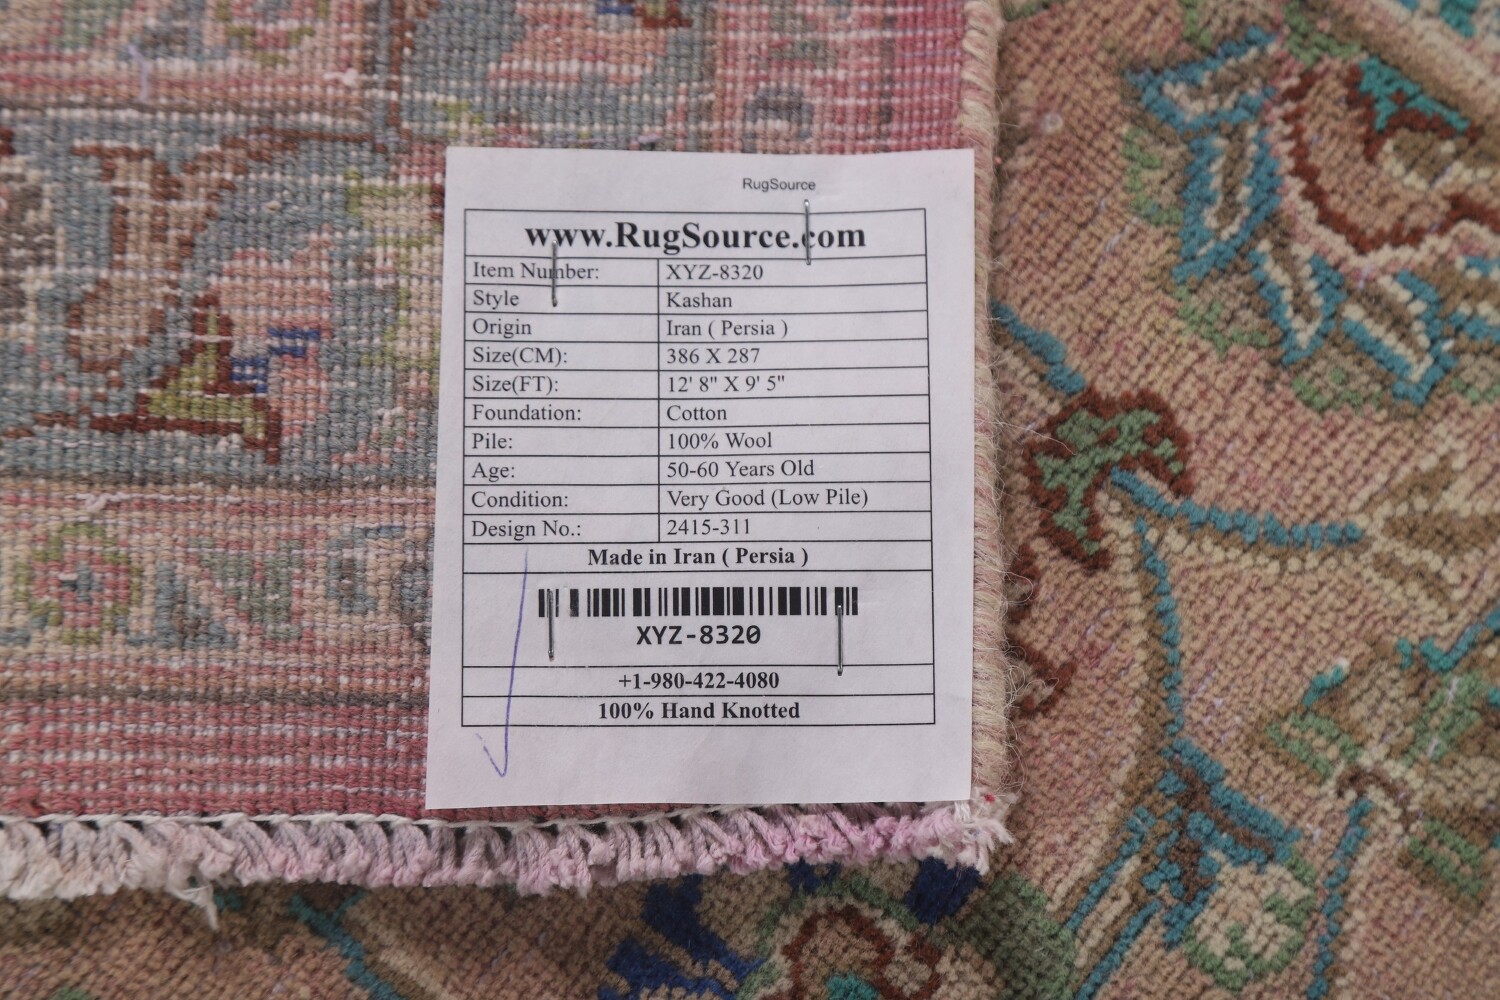 RugSource
www.RugSource.com
Item Number: XYZ-8320
Style Kashan
Origin Iran ( Persia )
Size(CM): 386 X 287
Size(FT): 12' 8" X 9' 5"
Foundation: Cotton
Pile: 100% Wool
Age: 50-60 Years Old
Condition: Very Good (Low Pile)
Design No.: 2415-311
Made in Iran ( Persia )
XYZ-8320
+1-980-422-4080
100% Hand Knotted